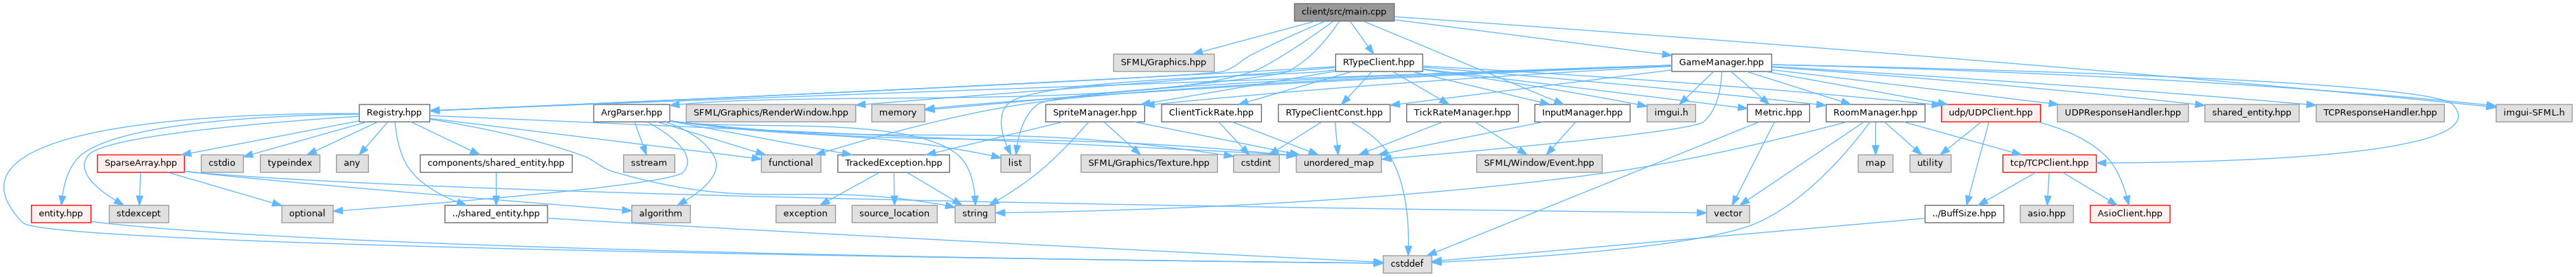 client/src/main.cpp
SFML/Graphics.hpp
RTypeClient.hpp
GameManager.hpp
Registry.hpp
ArgParser.hpp
SFML/Graphics/RenderWindow.hpp
memory
SpriteManager.hpp
ClientTickRate.hpp
RTypeClientConst.hpp
TickRateManager.hpp
InputManager.hpp
imgui.h
Metric.hpp
RoomManager.hpp
udp/UDPClient.hpp
UDPResponseHandler.hpp
shared_entity.hpp
TCPResponseHandler.hpp
imgui-SFML.h
SparseArray.hpp
cstdio
typeindex
any
components/shared_entity.hpp
sstream
functional
TrackedException.hpp
list
SFML/Graphics/Texture.hpp
cstdint
unordered_map
SFML/Window/Event.hpp
map
utility
tcp/TCPClient.hpp
entity.hpp
stdexcept
optional
../shared_entity.hpp
algorithm
exception
source_location
string
vector
../BuffSize.hpp
asio.hpp
AsioClient.hpp
cstddef